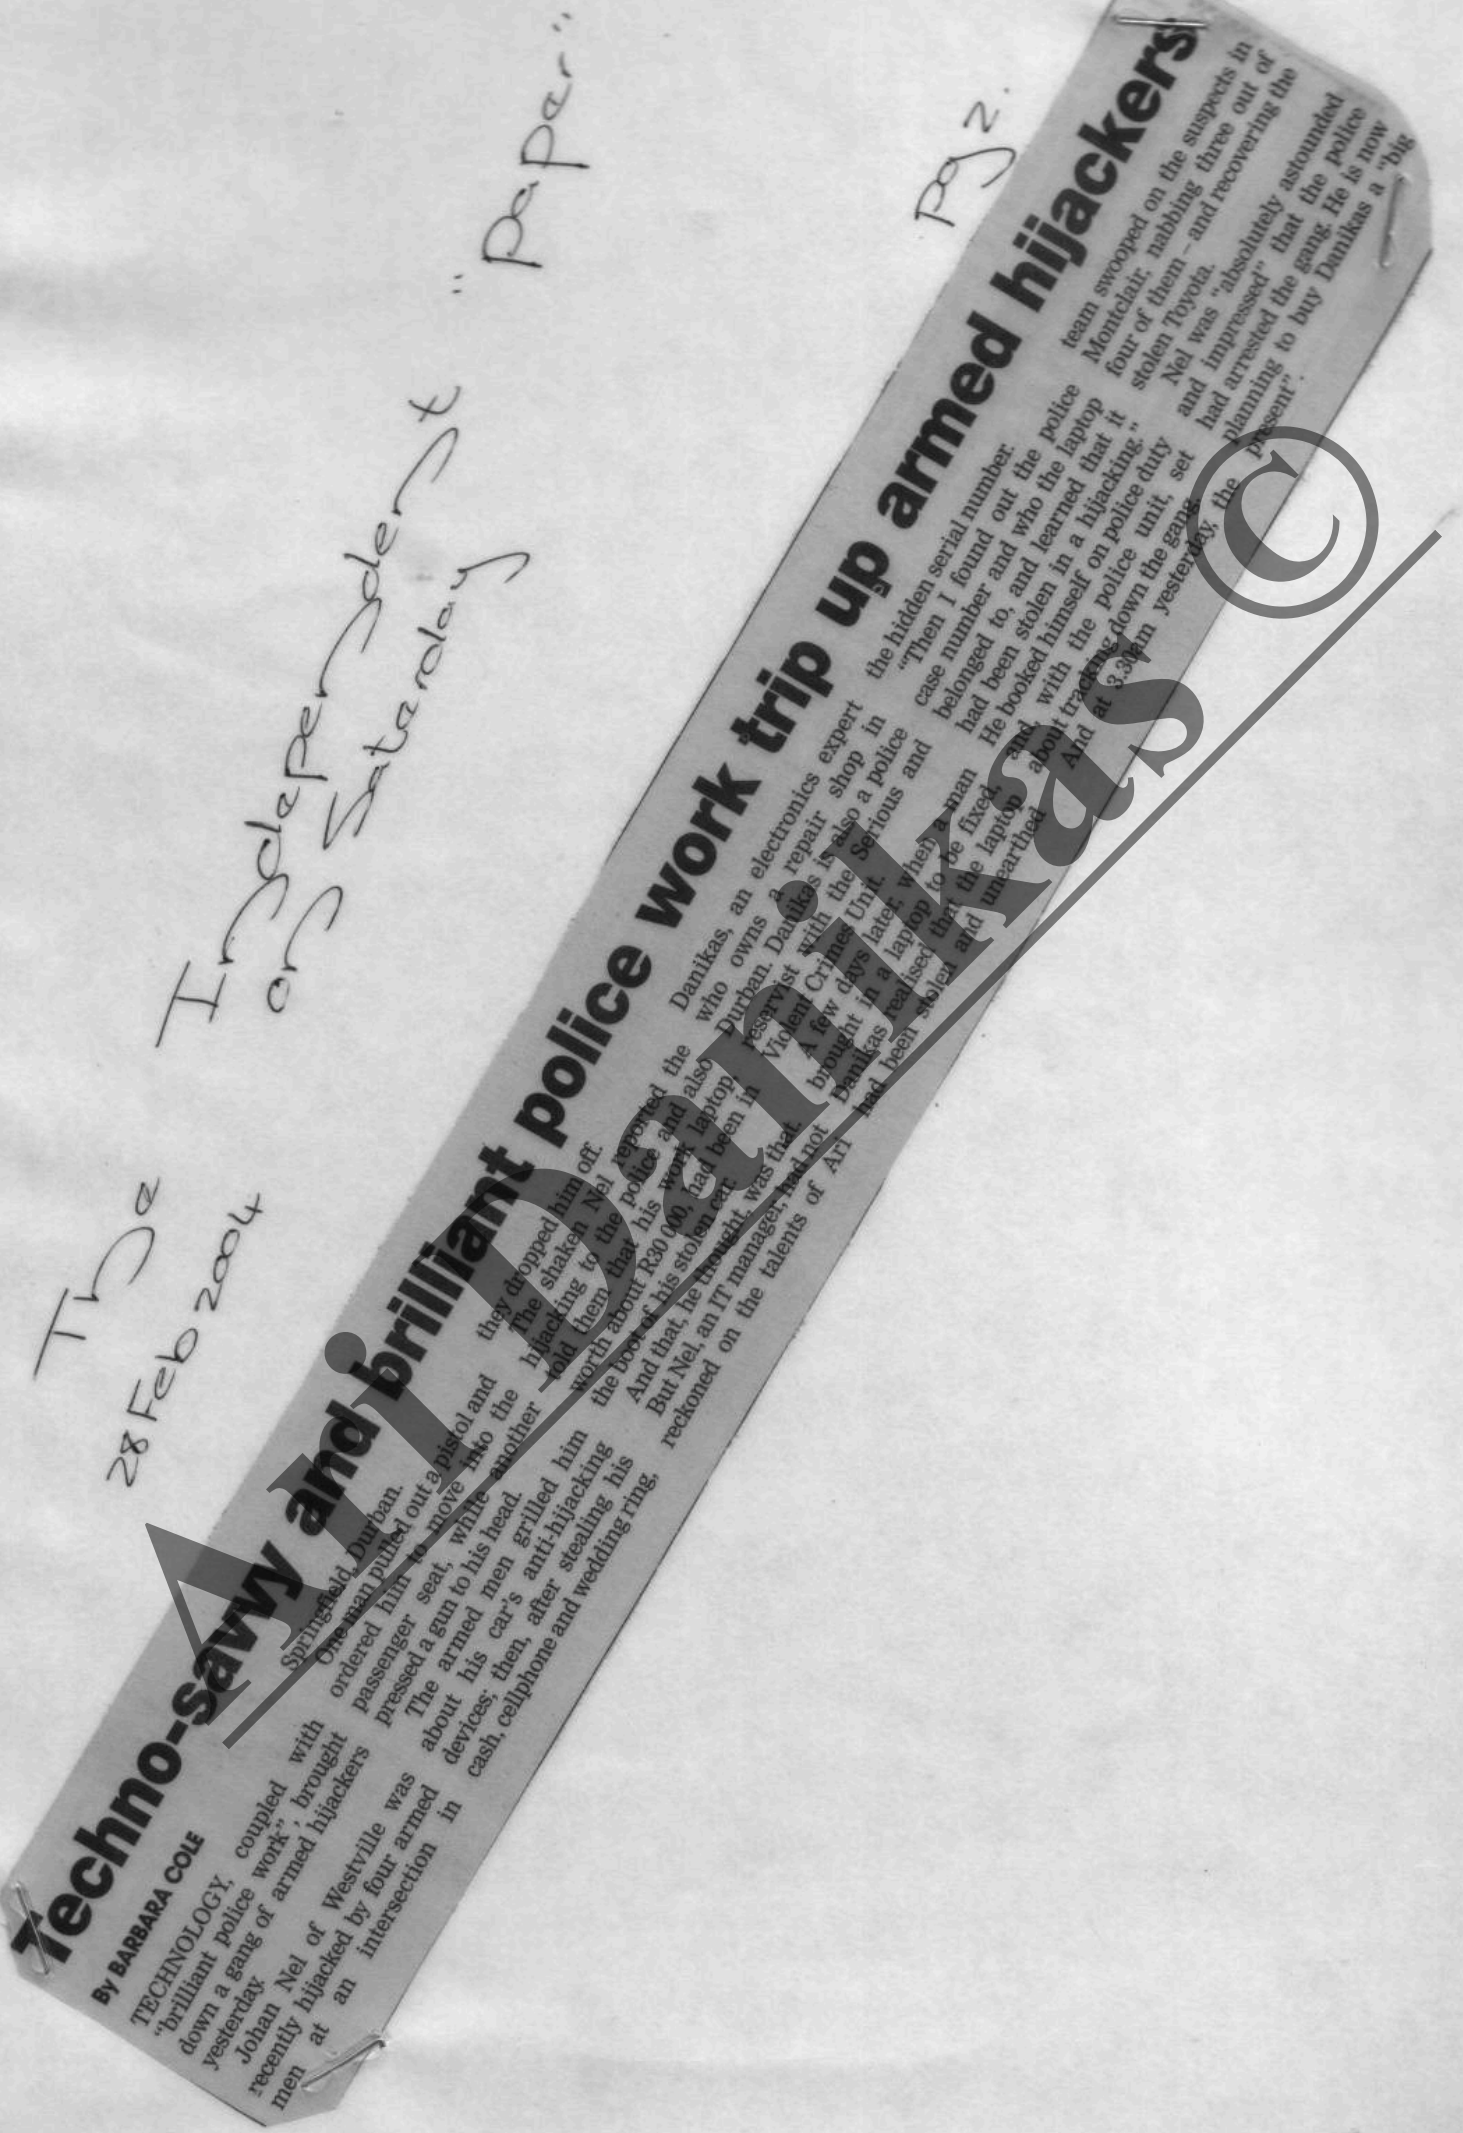 The Independent "paper"
on Saturday
28 Feb 2004
pg 2.
Techno-savvy and brilliant police work trip up armed hijackers
By BARBARA COLE
TECHNOLOGY, coupled with
"brilliant police work", brought
down a gang of armed hijackers
yesterday.
Johan Nel of Westville was
recently hijacked by four armed
men at an intersection in
Springfield, Durban.
One man pulled out a pistol and
ordered him to move into the
passenger seat, while another
pressed a gun to his head.
The armed men grilled him
about his car's anti-hijacking
devices; then, after stealing his
cash, cellphone and wedding ring,
they dropped him off.
The shaken Nel reported the
hijacking to the police and also
told them that his work laptop,
worth about R30 000, had been in
the boot of his stolen car.
And that, he thought, was that.
But Nel, an IT manager, had not
reckoned on the talents of Ari
Danikas, an electronics expert
who owns a repair shop in
Durban. Danikas is also a police
reservist with the Serious and
Violent Crimes Unit.
A few days later, when a man
brought in a laptop to be fixed,
Danikas realised that the laptop
had been stolen and unearthed
the hidden serial number.
"Then I found out the police
case number and who the laptop
belonged to, and learned that it
had been stolen in a hijacking."
He booked himself on police duty
and, with the police unit, set
about tracking down the gang.
And at 3.30am yesterday, the
team swooped on the suspects in
Montclair, nabbing three out of
four of them – and recovering the
stolen Toyota.
Nel was "absolutely astounded
and impressed" that the police
had arrested the gang. He is now
planning to buy Danikas a "big
present".
Ari Danikas ©